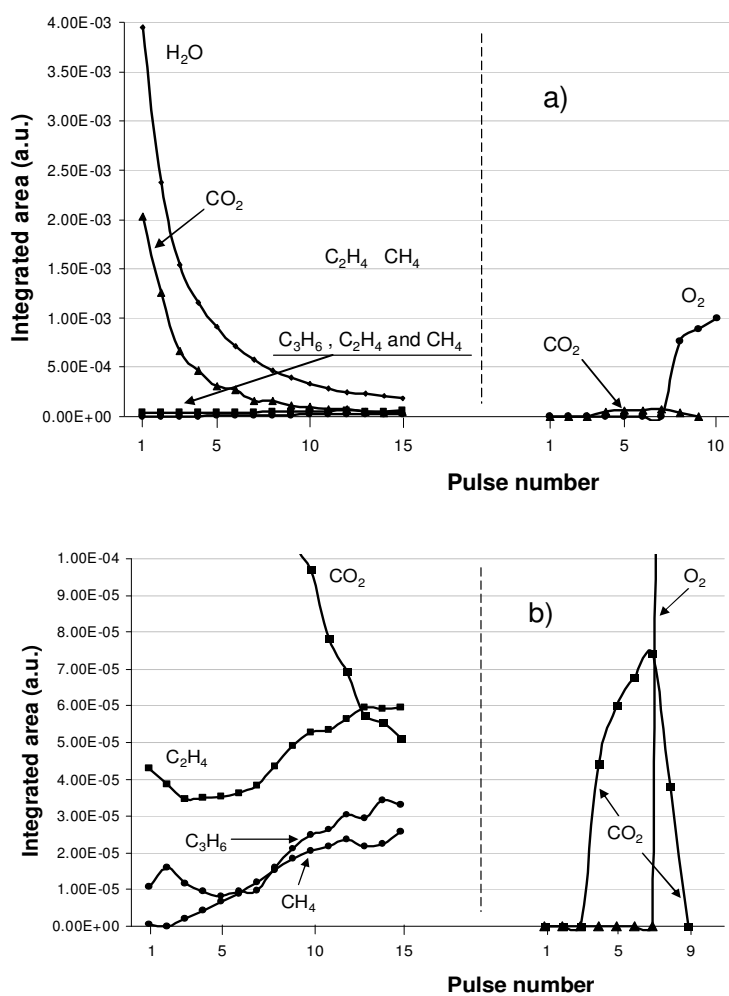 4.00E-03
3.50E-03
3.00E-03
2.50E-03
2.00E-03
1.50E-03
1.00E-03
5.00E-04
0.00E+00
Integrated area (a.u.)
H2O
CO2
C2H4 CH4
C3H6 , C2H4 and CH4
a)
O2
CO2
1 5 10 15 1 5 10
Pulse number
1.00E-04
9.00E-05
8.00E-05
7.00E-05
6.00E-05
5.00E-05
4.00E-05
3.00E-05
2.00E-05
1.00E-05
0.00E+00
Integrated area (a.u.)
CO2
C2H4
C3H6
CH4
b)
O2
CO2
1 5 10 15 1 5 9
Pulse number